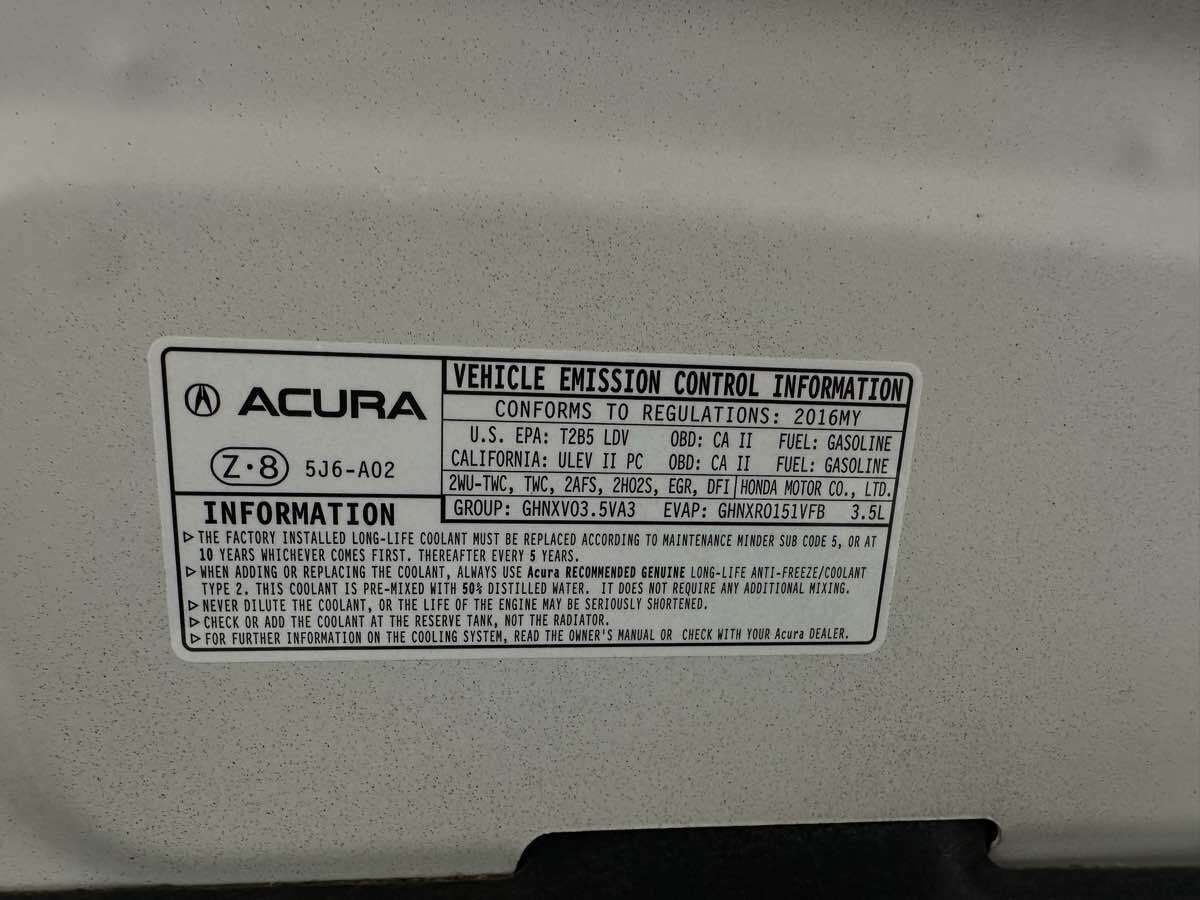 ACURA
Z·8 5J6-A02
VEHICLE EMISSION CONTROL INFORMATION
CONFORMS TO REGULATIONS: 2016MY
U.S. EPA: T2B5 LDV OBD: CA II FUEL: GASOLINE
CALIFORNIA: ULEV II PC OBD: CA II FUEL: GASOLINE
2WU-TWC, TWC, 2AFS, 2HO2S, EGR, DFI HONDA MOTOR CO., LTD.
GROUP: GHNXV03.5VA3 EVAP: GHNXR0151VFB 3.5L
INFORMATION
▷ THE FACTORY INSTALLED LONG-LIFE COOLANT MUST BE REPLACED ACCORDING TO MAINTENANCE MINDER SUB CODE 5, OR AT
10 YEARS WHICHEVER COMES FIRST. THEREAFTER EVERY 5 YEARS.
▷ WHEN ADDING OR REPLACING THE COOLANT, ALWAYS USE Acura RECOMMENDED GENUINE LONG-LIFE ANTI-FREEZE/COOLANT
TYPE 2. THIS COOLANT IS PRE-MIXED WITH 50% DISTILLED WATER. IT DOES NOT REQUIRE ANY ADDITIONAL MIXING.
▷ NEVER DILUTE THE COOLANT, OR THE LIFE OF THE ENGINE MAY BE SERIOUSLY SHORTENED.
▷ CHECK OR ADD THE COOLANT AT THE RESERVE TANK, NOT THE RADIATOR.
▷ FOR FURTHER INFORMATION ON THE COOLING SYSTEM, READ THE OWNER'S MANUAL OR CHECK WITH YOUR Acura DEALER.